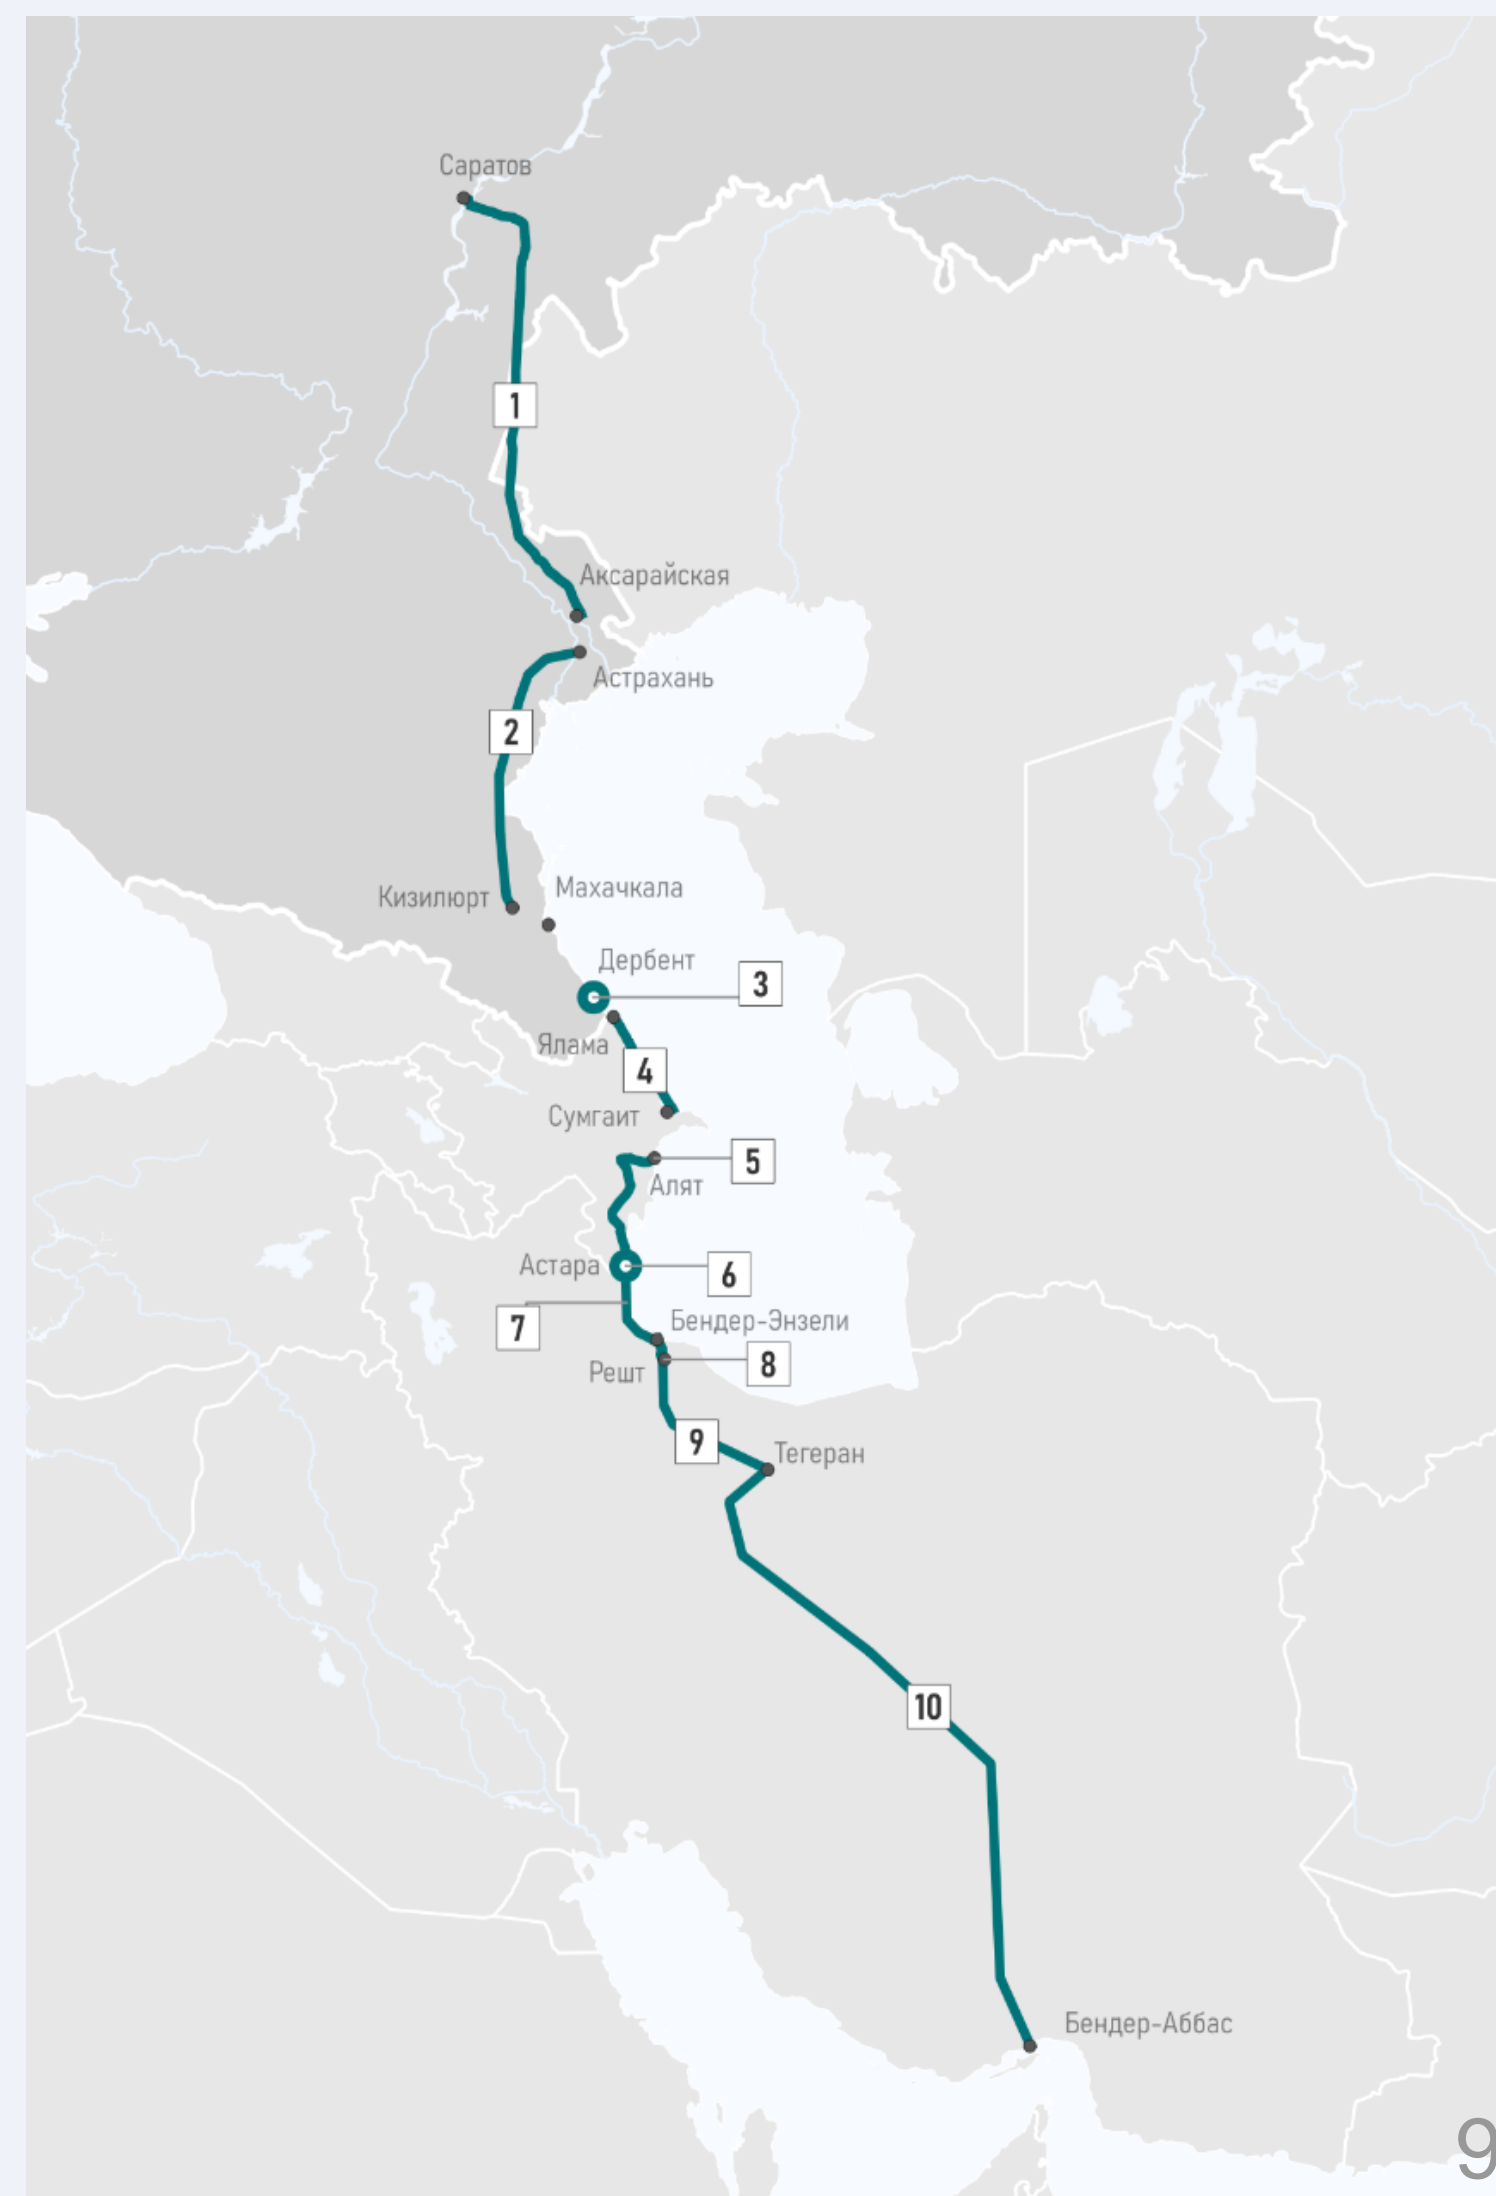 Саратов
1
Аксарайская
Астрахань
2
Кизилюрт
Махачкала
Дербент
3
Ялама
4
Сумгаит
5
Алят
Астара
6
Бендер-Энзели
7
8
Решт
9
Тегеран
10
Бендер-Аббас
9